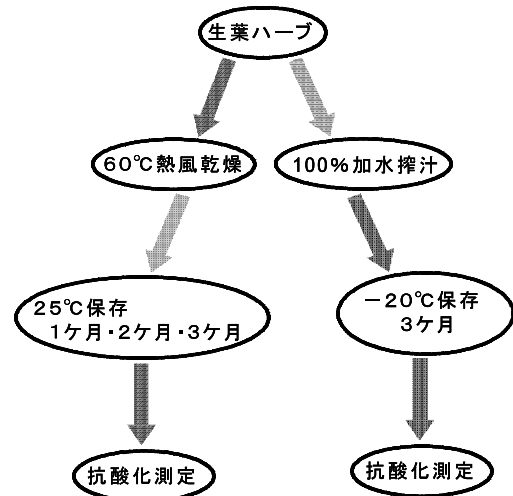 生葉ハーブ
60℃熱風乾燥
100%加水搾汁
25℃保存
1ケ月・2ケ月・3ケ月
－20℃保存
3ケ月
抗酸化測定
抗酸化測定